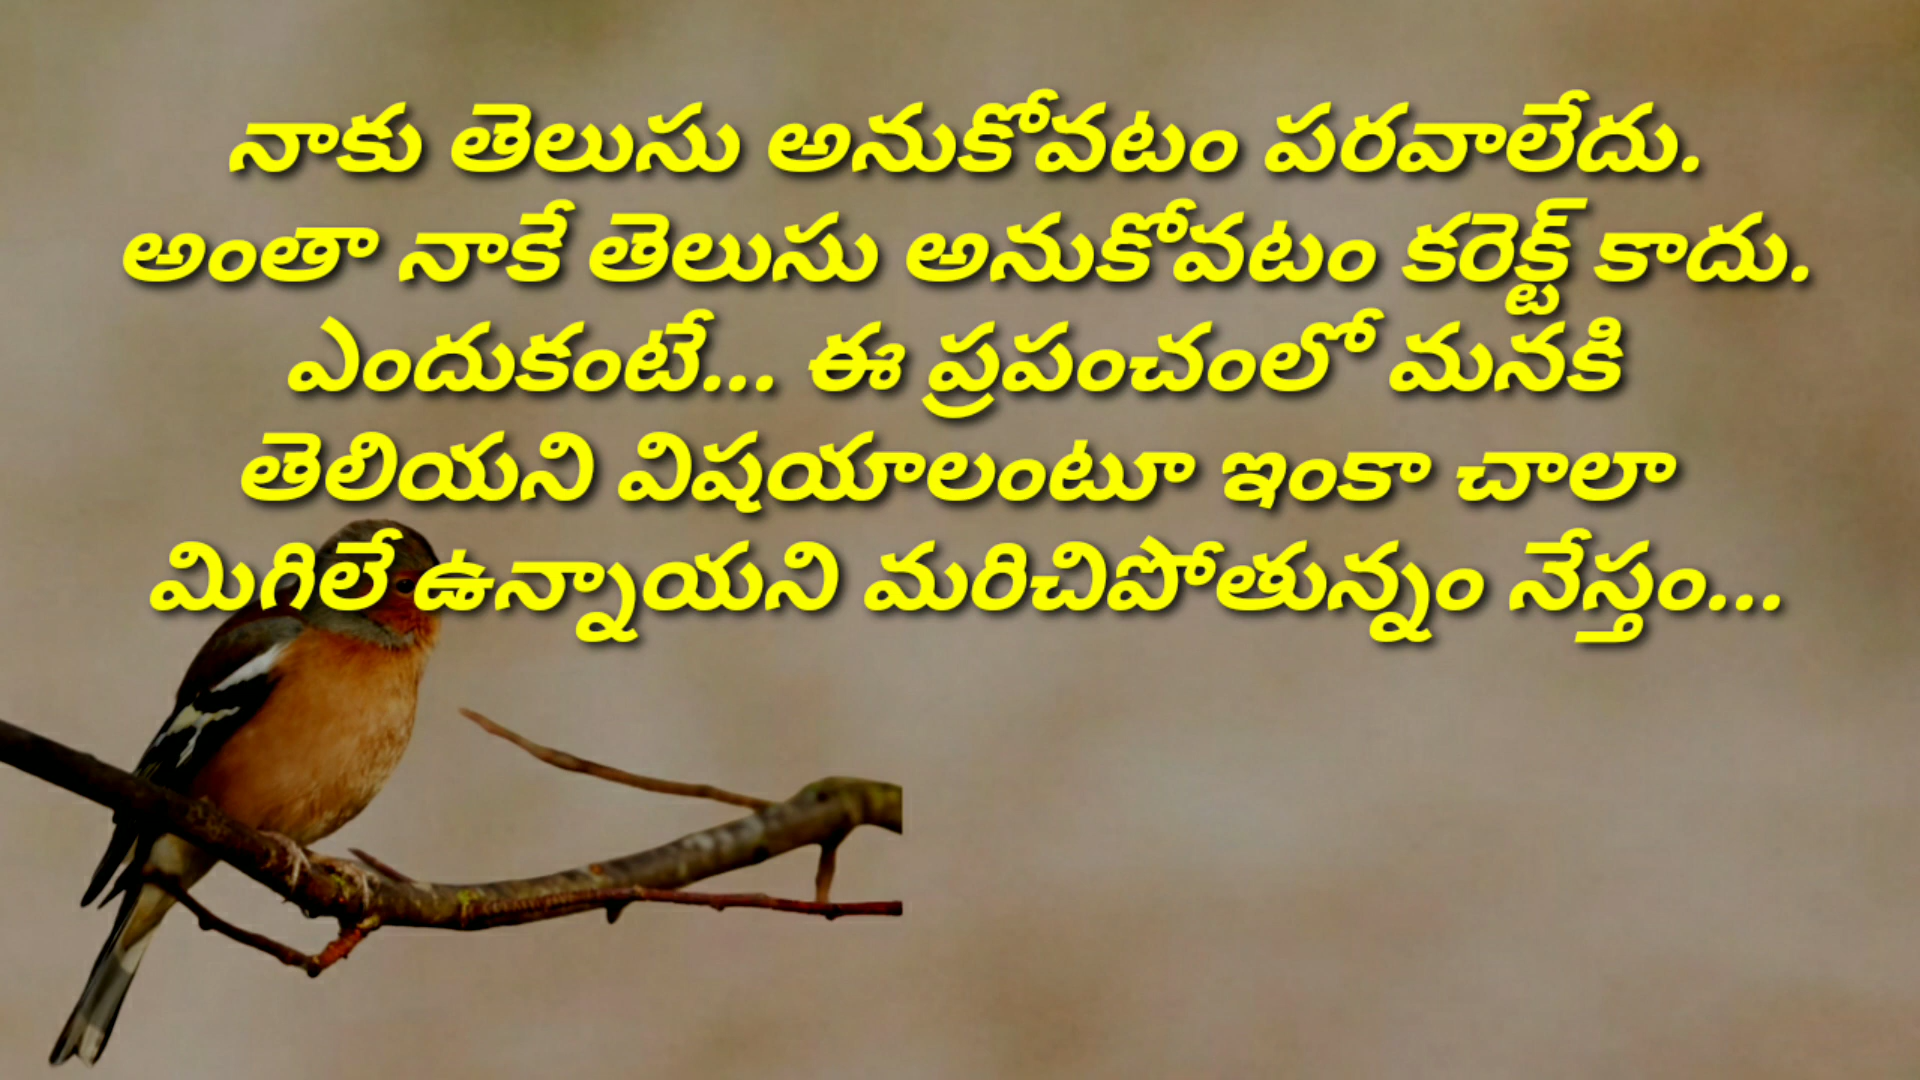 నాకు తెలుసు అనుకోవటం పరవాలేదు.
అంతా నాకే తెలుసు అనుకోవటం కరెక్ట్ కాదు.
ఎందుకంటే... ఈ ప్రపంచంలో మనకి
తెలియని విషయాలంటూ ఇంకా చాలా
మిగిలే ఉన్నాయని మరిచిపోతున్నం నేస్తం...